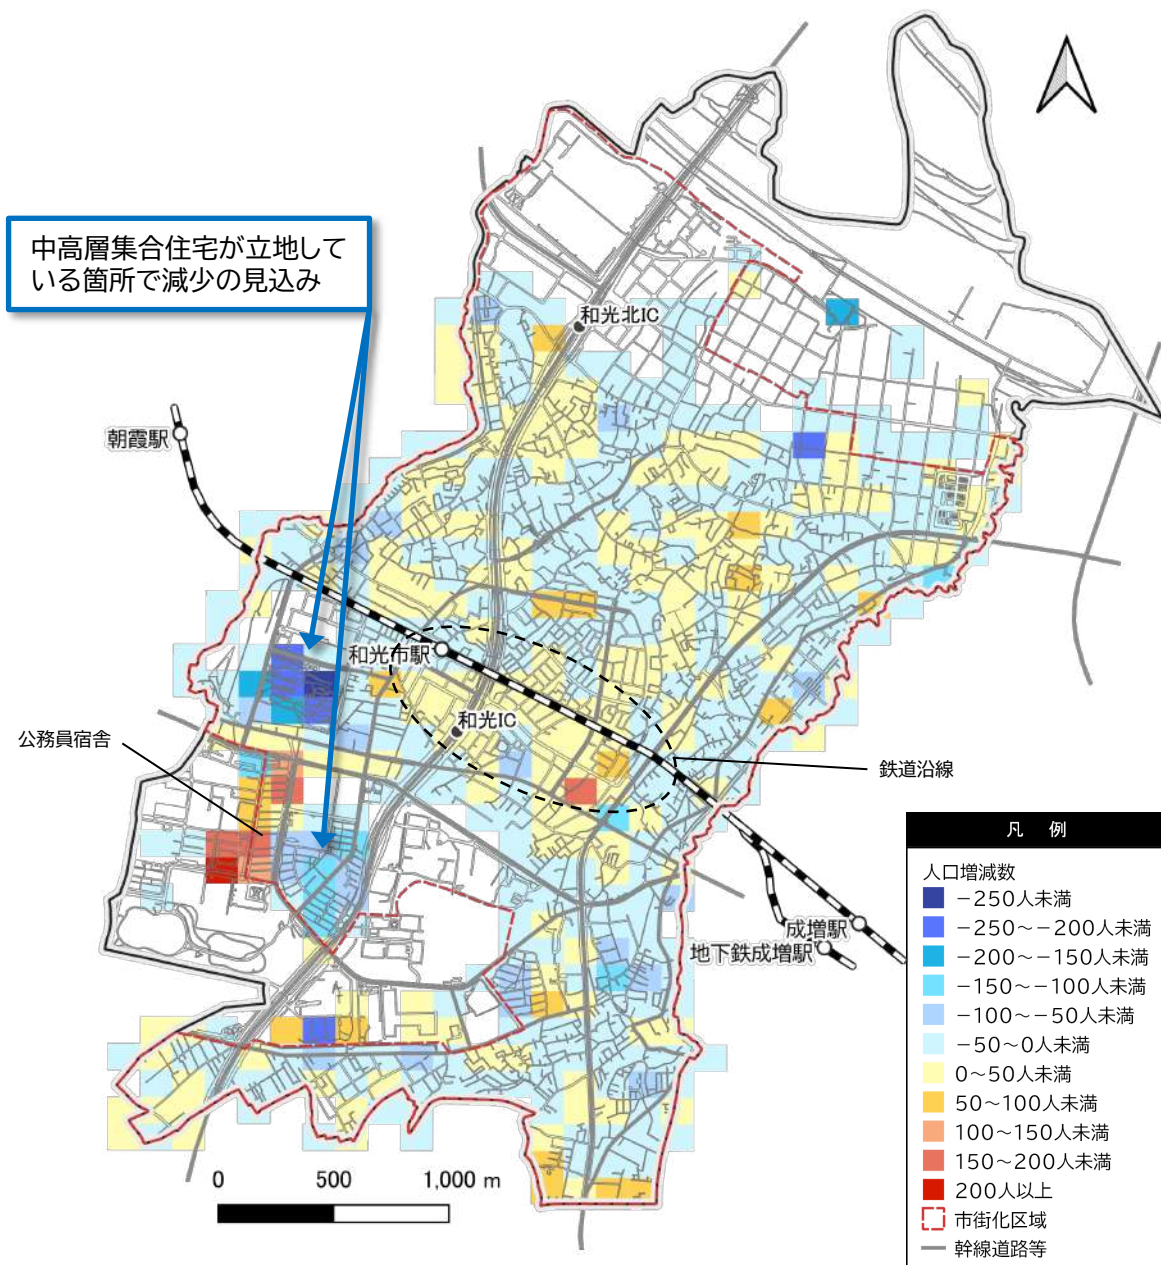 中高層集合住宅が立地して
いる箇所で減少の見込み
和光北IC
朝霞駅
和光市駅
和光IC
公務員宿舎
鉄道沿線
成増駅
地下鉄成増駅
0 500 1,000 m
凡 例
人口増減数
－250人未満
－250～－200人未満
－200～－150人未満
－150～－100人未満
－100～－50人未満
－50～0人未満
0～50人未満
50～100人未満
100～150人未満
150～200人未満
200人以上
市街化区域
幹線道路等